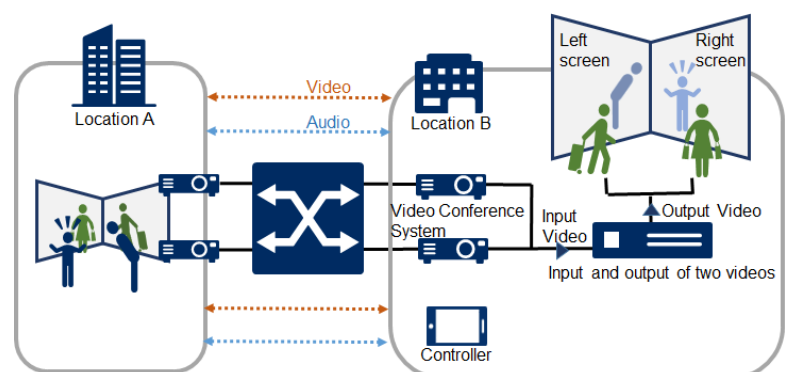 Left
screen
Right
screen
Video
Location A
Audio
Location B
Video Conference
System
Input
Video
Output Video
Input and output of two videos
Controller